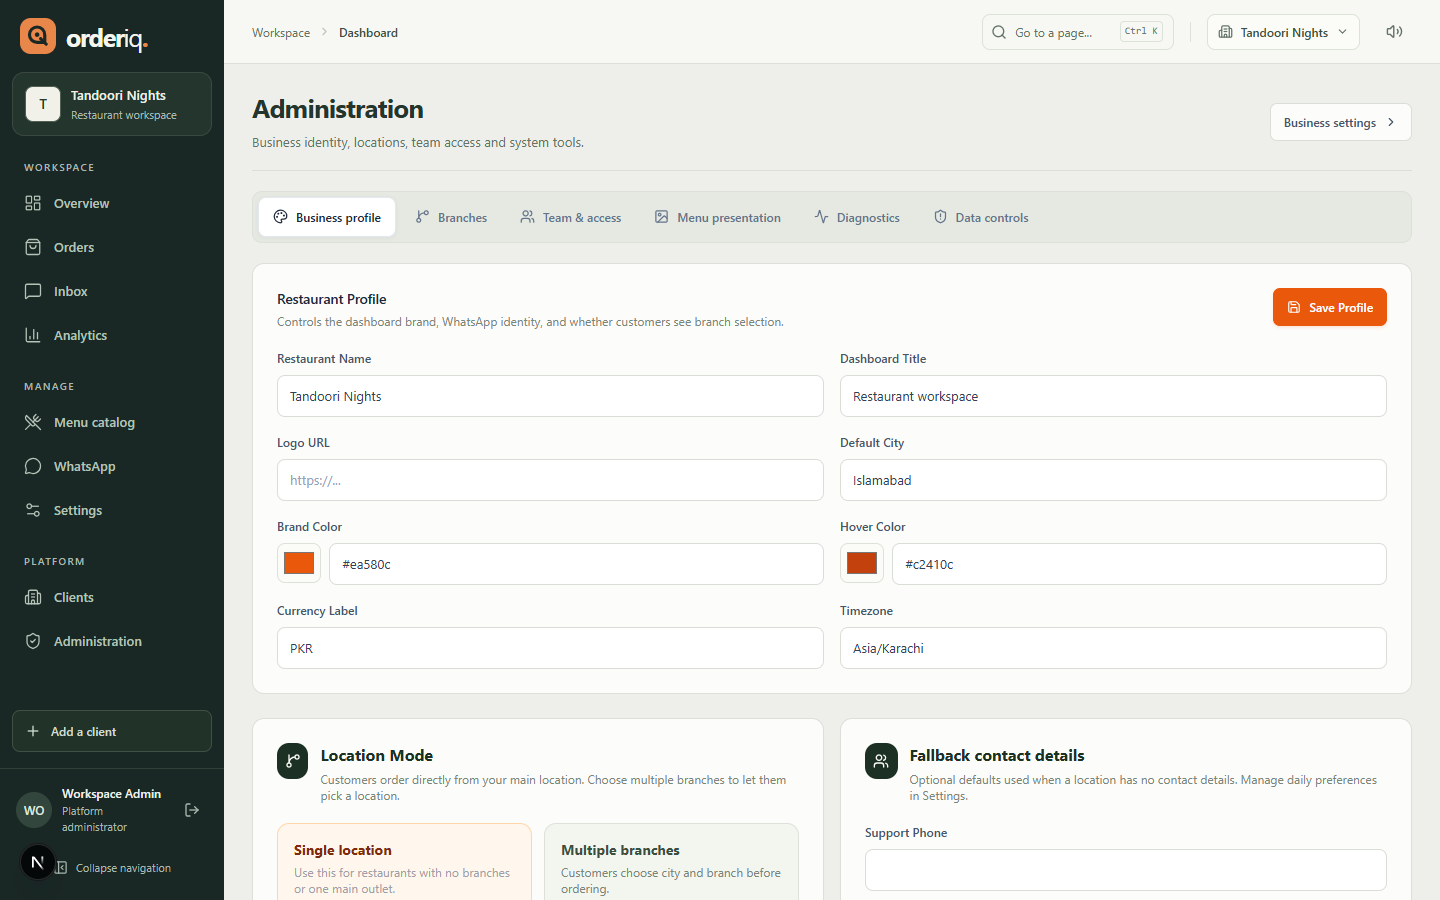 orderiq.
T
Tandoori Nights
Restaurant workspace
WORKSPACE
Overview
Orders
Inbox
Analytics
MANAGE
Menu catalog
WhatsApp
Settings
PLATFORM
Clients
Administration
Add a client
WO
Workspace Admin
Platform
administrator
N
Collapse navigation
Workspace
Dashboard
Go to a page...
Ctrl K
Tandoori Nights
Administration
Business identity, locations, team access and system tools.
Business settings
Business profile
Branches
Team & access
Menu presentation
Diagnostics
Data controls
Restaurant Profile
Controls the dashboard brand, WhatsApp identity, and whether customers see branch selection.
Save Profile
Restaurant Name
Tandoori Nights
Dashboard Title
Restaurant workspace
Logo URL
https://...
Default City
Islamabad
Brand Color
#ea580c
Hover Color
#c2410c
Currency Label
PKR
Timezone
Asia/Karachi
Location Mode
Customers order directly from your main location. Choose multiple branches to let them
pick a location.
Single location
Use this for restaurants with no branches
or one main outlet.
Multiple branches
Customers choose city and branch before
ordering.
Fallback contact details
Optional defaults used when a location has no contact details. Manage daily preferences
in Settings.
Support Phone